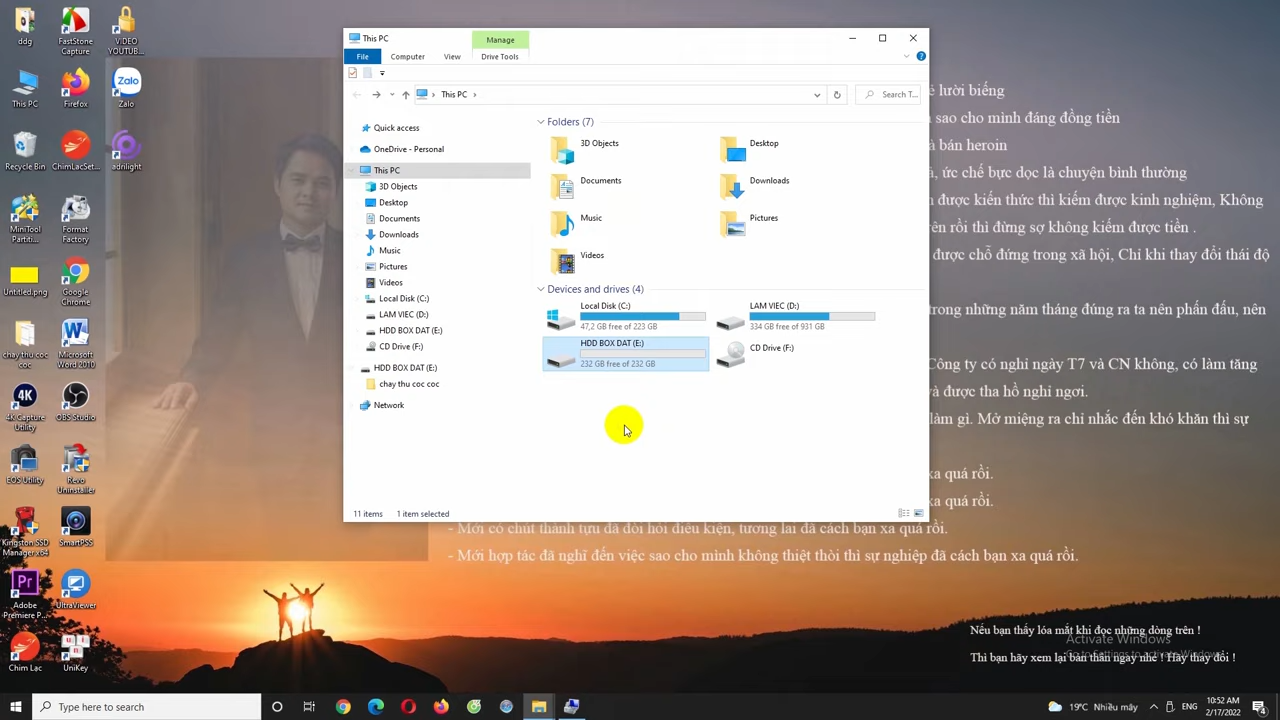 ddg
FastStone
Capture
VIDEO
YOUTUB...
This PC
Firefox
Zalo
Zalo
Recycle Bin
ChimLacSet...
adrilight
MiniTool
Partiti...
Format
Factory
Untitled.png
Google
Chrome
chay thu coc
coc
Microsoft
Word 2010
4K Capture
Utility
OBS Studio
EOS Utility
Revo
Uninstaller
Kingston SSD
Manager.x64
SmartPSS
Adobe
Premiere P...
UltraViewer
Chim Lạc
UniKey
This PC
Manage
File
Computer
View
Drive Tools
This PC
Search T...
Quick access
OneDrive - Personal
This PC
3D Objects
Desktop
Documents
Downloads
Music
Pictures
Videos
Local Disk (C:)
LAM VIEC (D:)
HDD BOX DAT (E:)
CD Drive (F:)
HDD BOX DAT (E:)
chay thu coc coc
Network
Folders (7)
3D Objects
Desktop
Documents
Downloads
Music
Pictures
Videos
Devices and drives (4)
Local Disk (C:)
47,2 GB free of 223 GB
LAM VIEC (D:)
334 GB free of 931 GB
HDD BOX DAT (E:)
232 GB free of 232 GB
CD Drive (F:)
11 items
1 item selected
lười biếng
sao cho mình đáng đồng tiền
bán heroin
ức chế bực dọc là chuyện bình thường
được kiến thức thì kiếm được kinh nghiệm, Không
rồi thì đừng sợ không kiếm được tiền .
được chỗ đứng trong xã hội, Chỉ khi thay đổi thái độ
trong những năm tháng đúng ra ta nên phấn đấu, nên
Công ty có nghỉ ngày T7 và CN không, có làm tăng
và được tha hồ nghỉ ngơi.
làm gì. Mở miệng ra chỉ nhắc đến khó khăn thì sự
xa quá rồi.
xa quá rồi.
- Mới có chút thành tựu đã đòi hỏi điều kiện, tương lai đã cách bạn xa quá rồi.
- Mới hợp tác đã nghĩ đến việc sao cho mình không thiệt thòi thì sự nghiệp đã cách bạn xa quá rồi.
Nếu bạn thấy lóa mắt khi đọc những dòng trên !
Activate Windows
Go to Settings to activate Windows.
Thì bạn hãy xem lại bản thân ngay nhé ! Hãy thay đổi !
Type here to search
19°C Nhiều mây
ENG
10:52 AM
2/17/2022
4